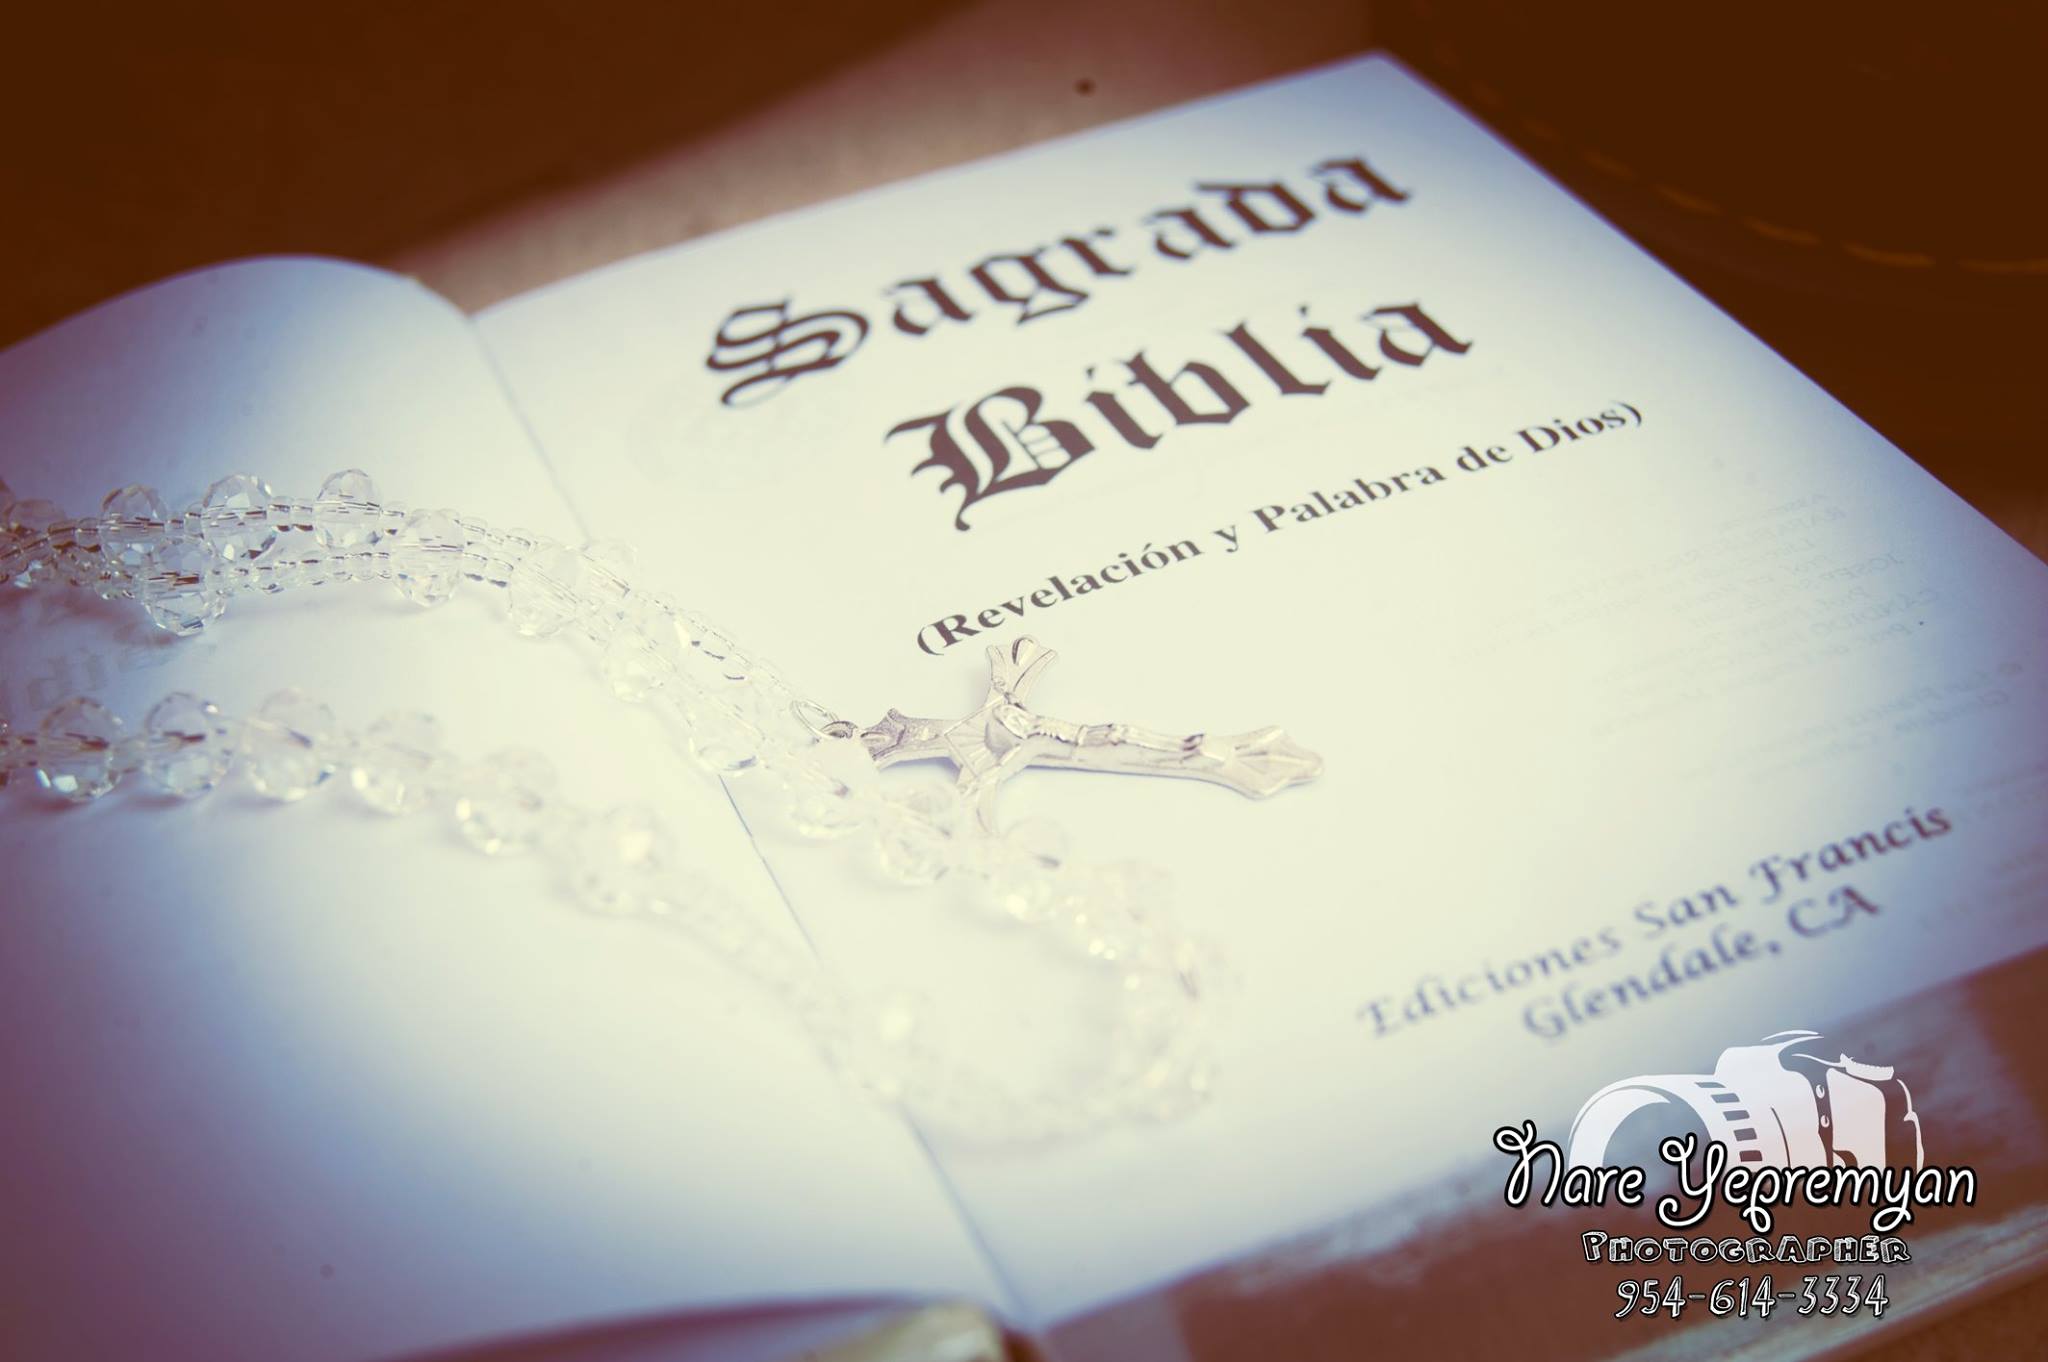 Sagrada
Biblia
(Revelación y Palabra de Dios)
Ediciones San Francis
Glendale, CA
Nare Yepremyan
PHOTOGRAPHER
954-614-3334